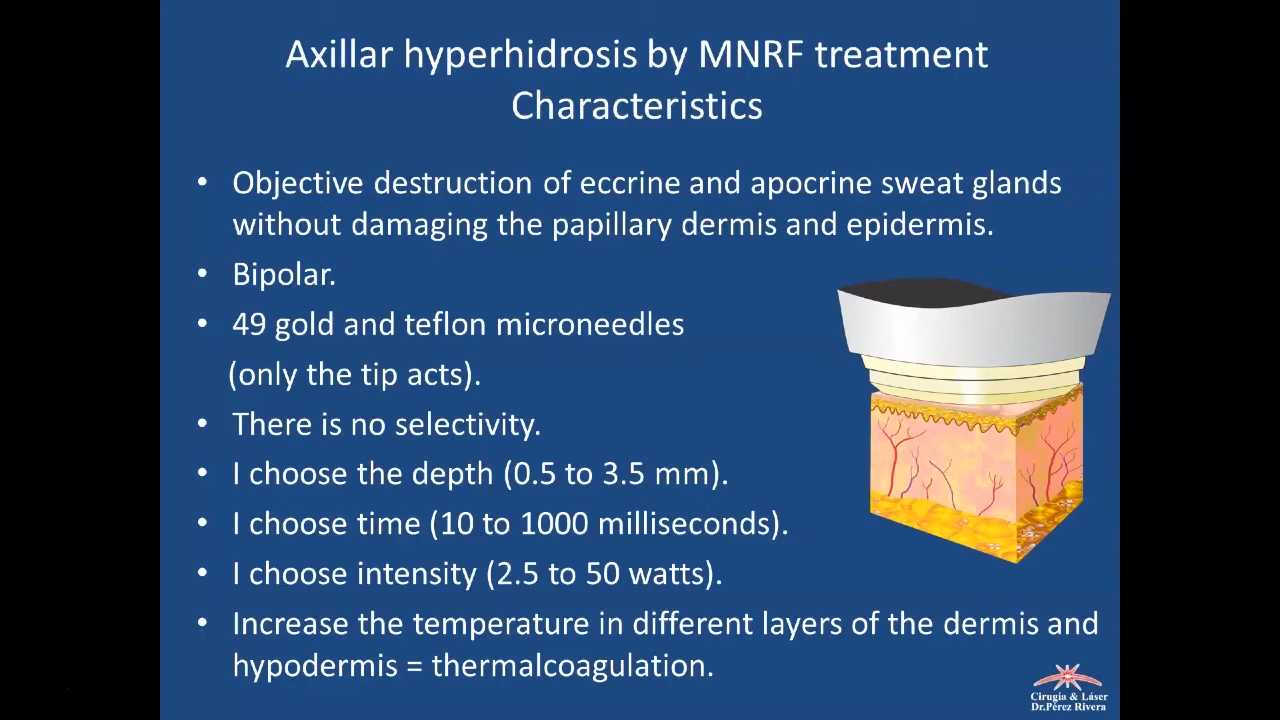 Axillar hyperhidrosis by MNRF treatment
Characteristics
• Objective destruction of eccrine and apocrine sweat glands
without damaging the papillary dermis and epidermis.
• Bipolar.
• 49 gold and teflon microneedles
(only the tip acts).
• There is no selectivity.
• I choose the depth (0.5 to 3.5 mm).
• I choose time (10 to 1000 milliseconds).
• I choose intensity (2.5 to 50 watts).
• Increase the temperature in different layers of the dermis and
hypodermis = thermalcoagulation.
Cirugía & Láser
Dr.Pérez Rivera